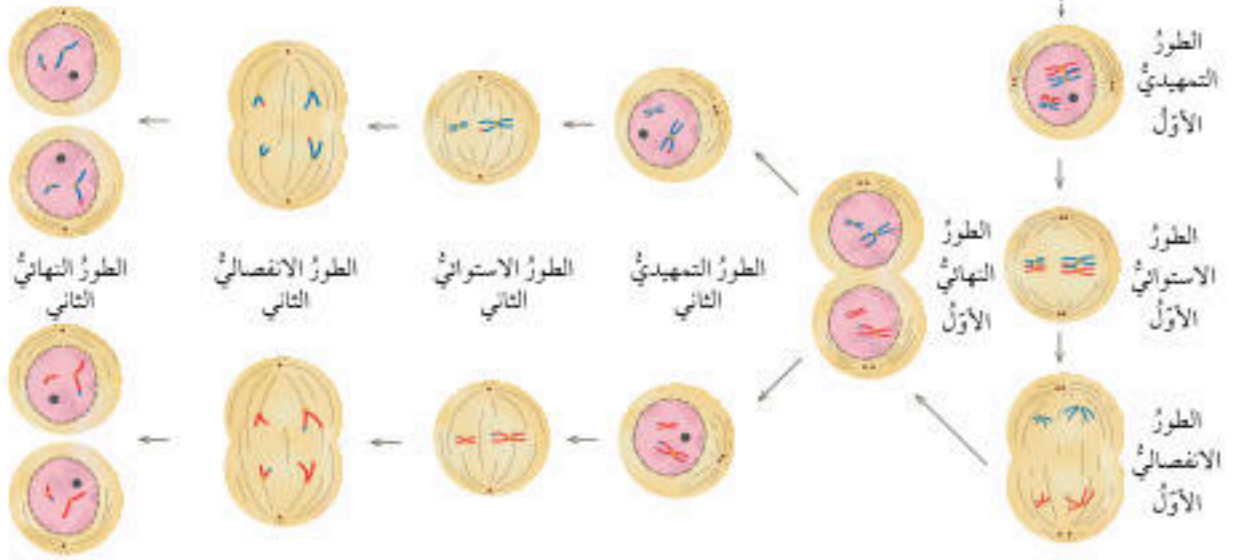 الطورُ
التمهيديُّ
الأوّلُ
الطورُ
الاستوائيُّ
الأوّلُ
الطورُ
الانفصاليُّ
الأوّلُ
الطورُ
النهائيُّ
الأوّلُ
الطورُ التمهيديُّ
الثاني
الطورُ الاستوائيُّ
الثاني
الطورُ الانفصاليُّ
الثاني
الطورُ النهائيُّ
الثاني